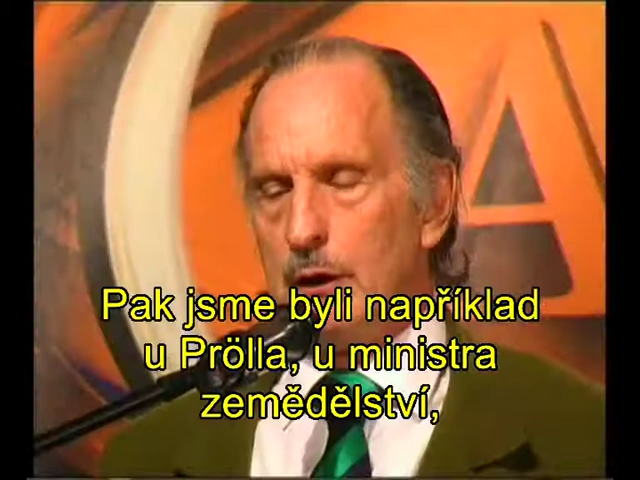 Pak jsme byli například
u Prölla, u ministra
zemědělství,
A